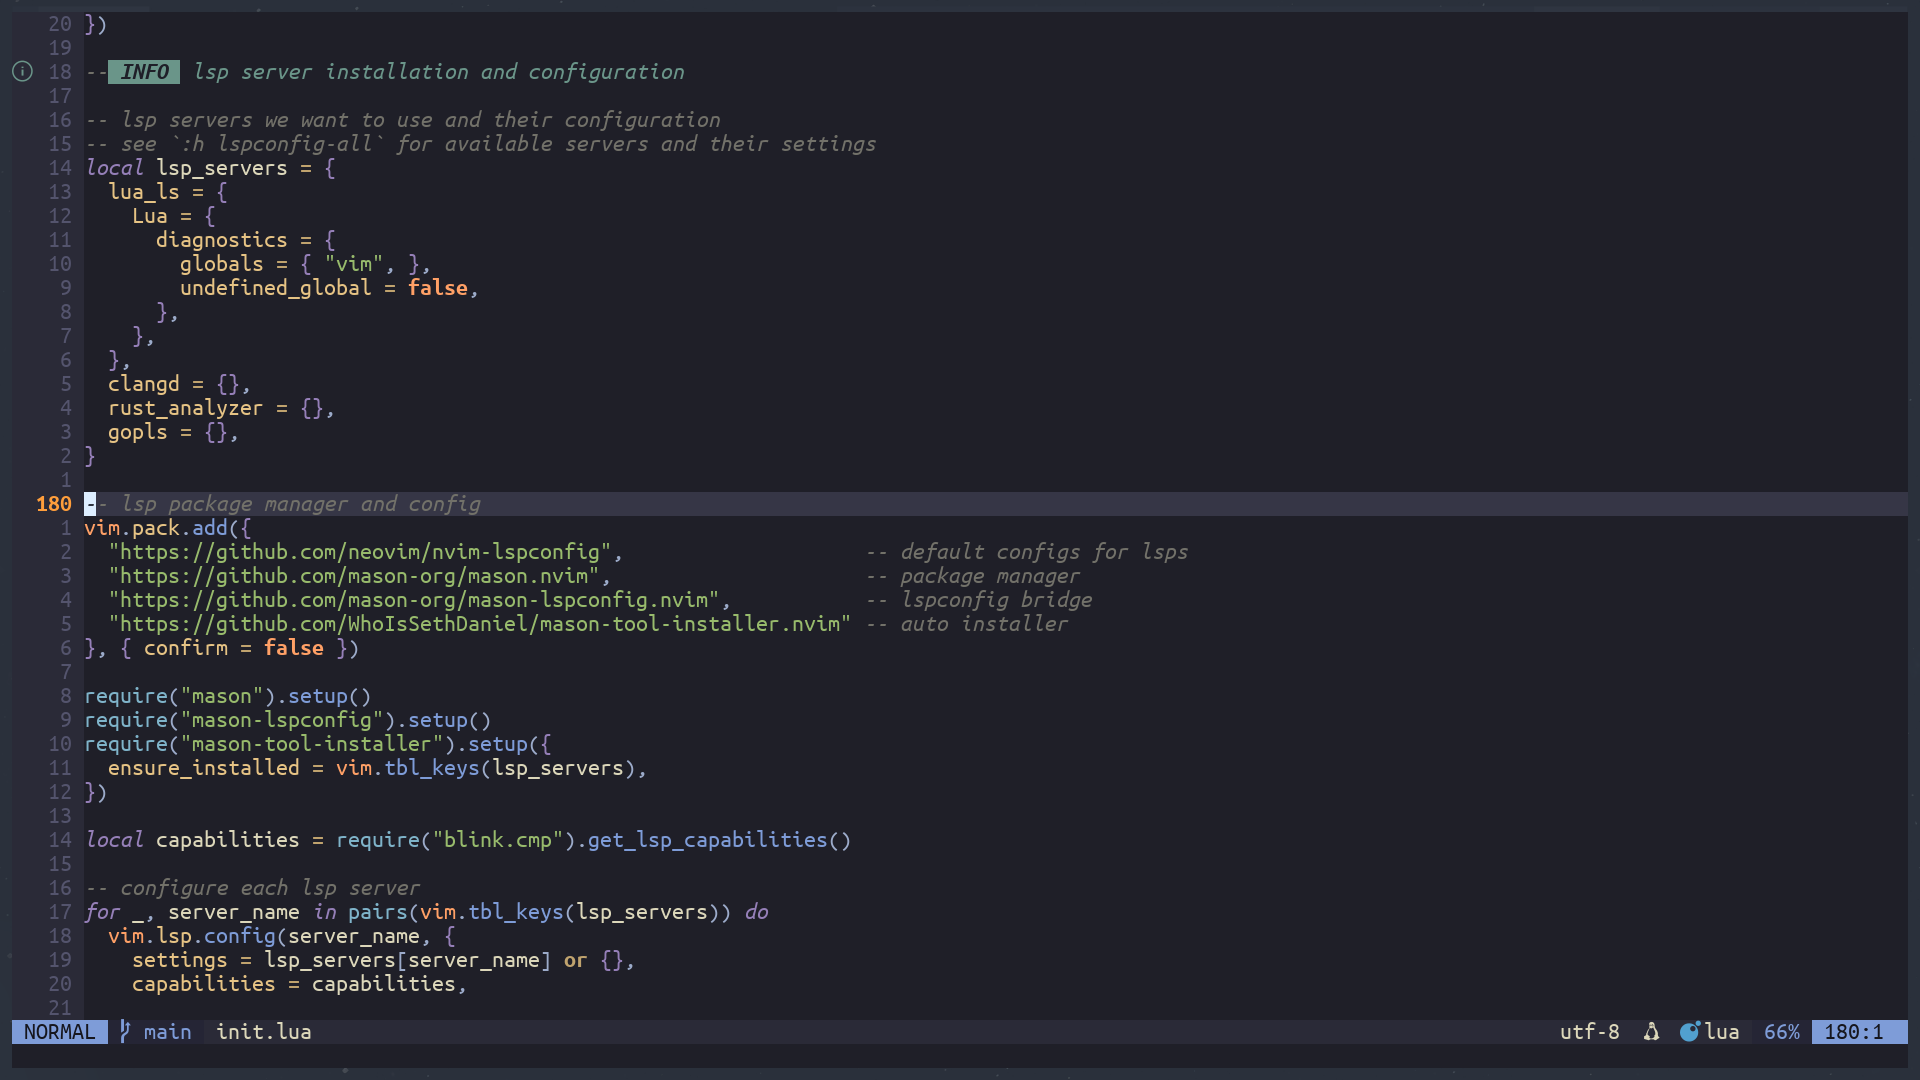 20 })
19
18 -- INFO lsp server installation and configuration
17
16 -- lsp servers we want to use and their configuration
15 -- see `:h lspconfig-all` for available servers and their settings
14 local lsp_servers = {
13   lua_ls = {
12     Lua = {
11       diagnostics = {
10         globals = { "vim", },
9         undefined_global = false,
8       },
7     },
6   },
5   clangd = {},
4   rust_analyzer = {},
3   gopls = {},
2 }
1
180 -- lsp package manager and config
1 vim.pack.add({
2   "https://github.com/neovim/nvim-lspconfig",                    -- default configs for lsps
3   "https://github.com/mason-org/mason.nvim",                     -- package manager
4   "https://github.com/mason-org/mason-lspconfig.nvim",           -- lspconfig bridge
5   "https://github.com/WhoIsSethDaniel/mason-tool-installer.nvim" -- auto installer
6 }, { confirm = false })
7
8 require("mason").setup()
9 require("mason-lspconfig").setup()
10 require("mason-tool-installer").setup({
11   ensure_installed = vim.tbl_keys(lsp_servers),
12 })
13
14 local capabilities = require("blink.cmp").get_lsp_capabilities()
15
16 -- configure each lsp server
17 for _, server_name in pairs(vim.tbl_keys(lsp_servers)) do
18   vim.lsp.config(server_name, {
19     settings = lsp_servers[server_name] or {},
20     capabilities = capabilities,
21
NORMAL main init.lua utf-8 lua 66% 180:1